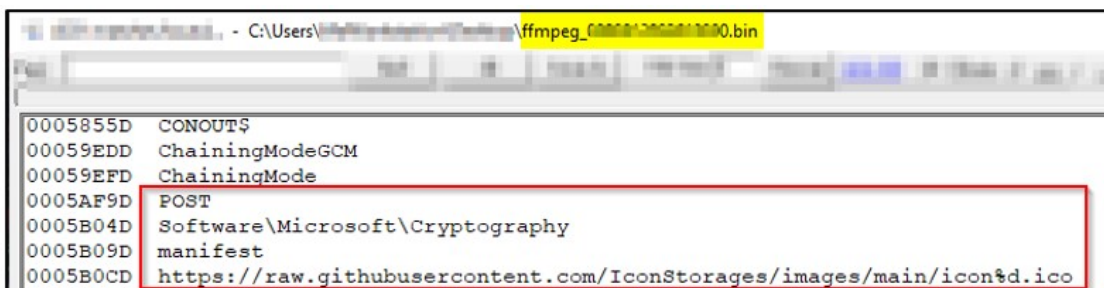 - C:\Users\ \ffmpeg_ 0.bin
0005855D CONOUT$
00059EDD ChainingModeGCM
00059EFD ChainingMode
0005AF9D POST
0005B04D Software\Microsoft\Cryptography
0005B09D manifest
0005B0CD https://raw.githubusercontent.com/IconStorages/images/main/icon%d.ico